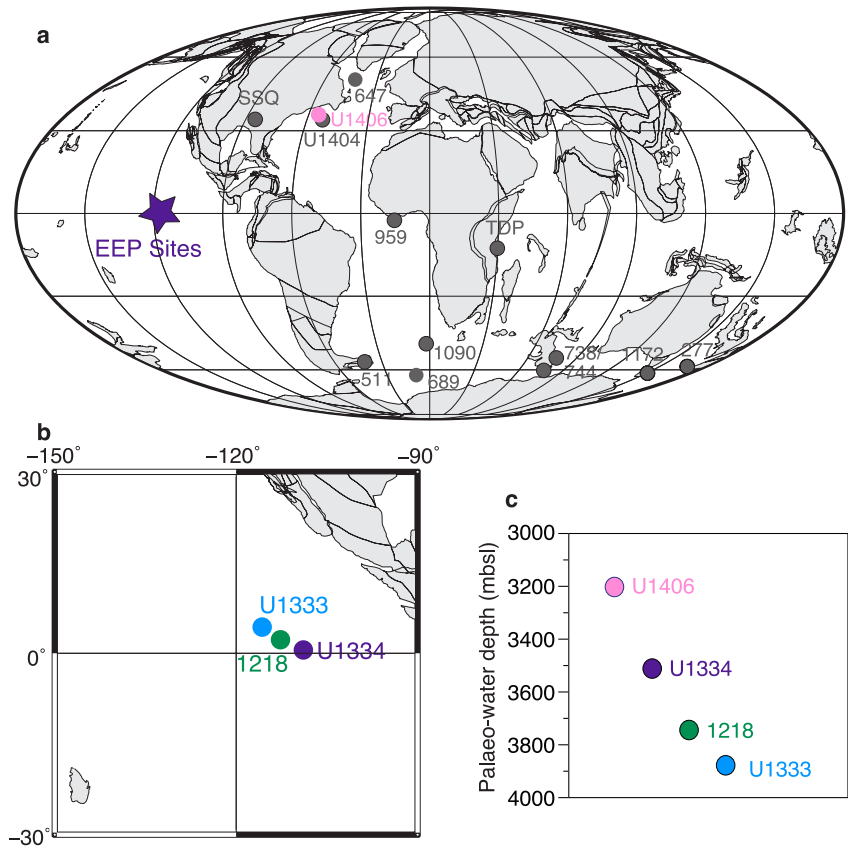 a
SSQ
647
U1406
U1404
EEP Sites
959
TDP
1090
738/
1172
277
511
689
744
b
−150˚
−120˚
−90˚
30˚
U1333
0˚
1218
U1334
−30˚
c
3000
3200
3400
3600
3800
4000
Palaeo-water depth (mbsl)
U1406
U1334
1218
U1333